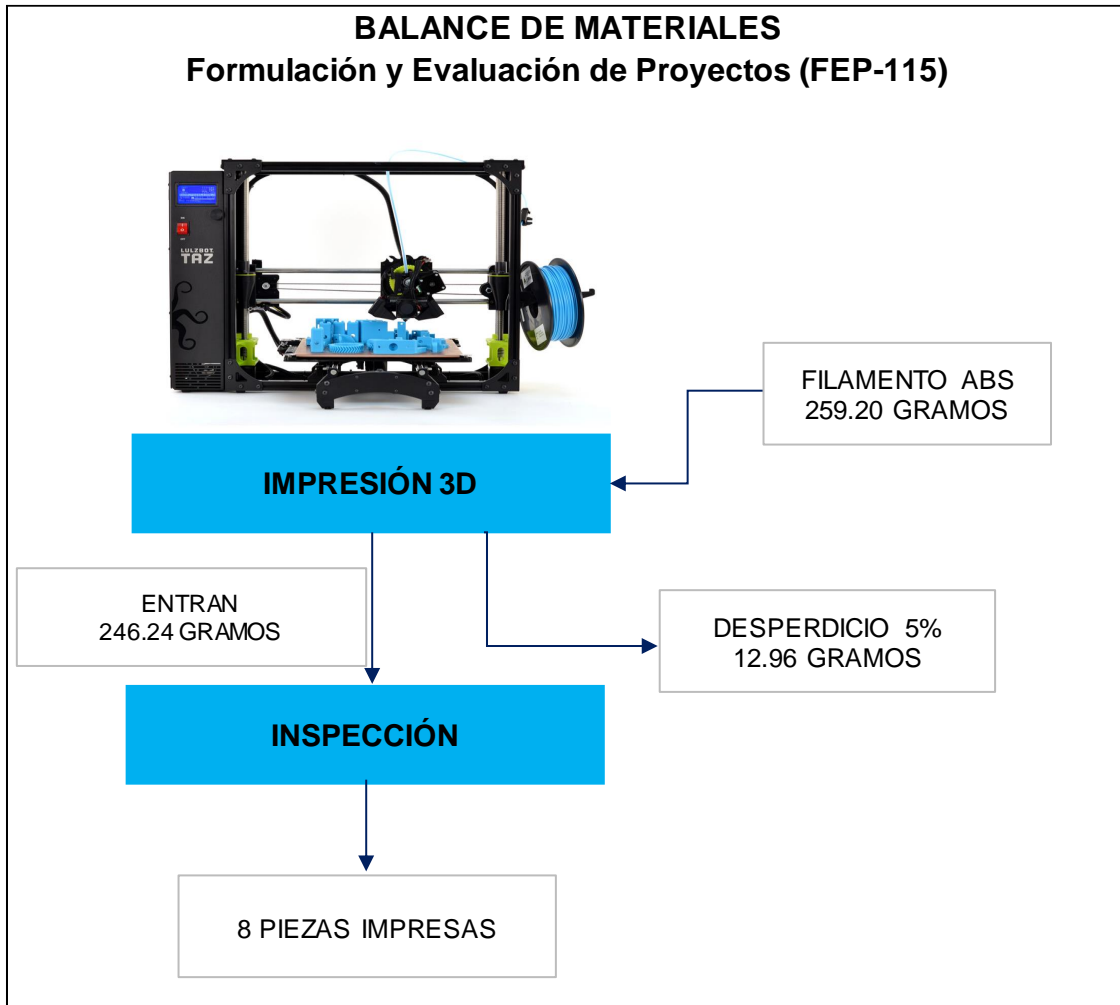 BALANCE DE MATERIALES
Formulación y Evaluación de Proyectos (FEP-115)
LULZBOT
TAZ
FILAMENTO ABS
259.20 GRAMOS
IMPRESIÓN 3D
ENTRAN
246.24 GRAMOS
DESPERDICIO 5%
12.96 GRAMOS
INSPECCIÓN
8 PIEZAS IMPRESAS